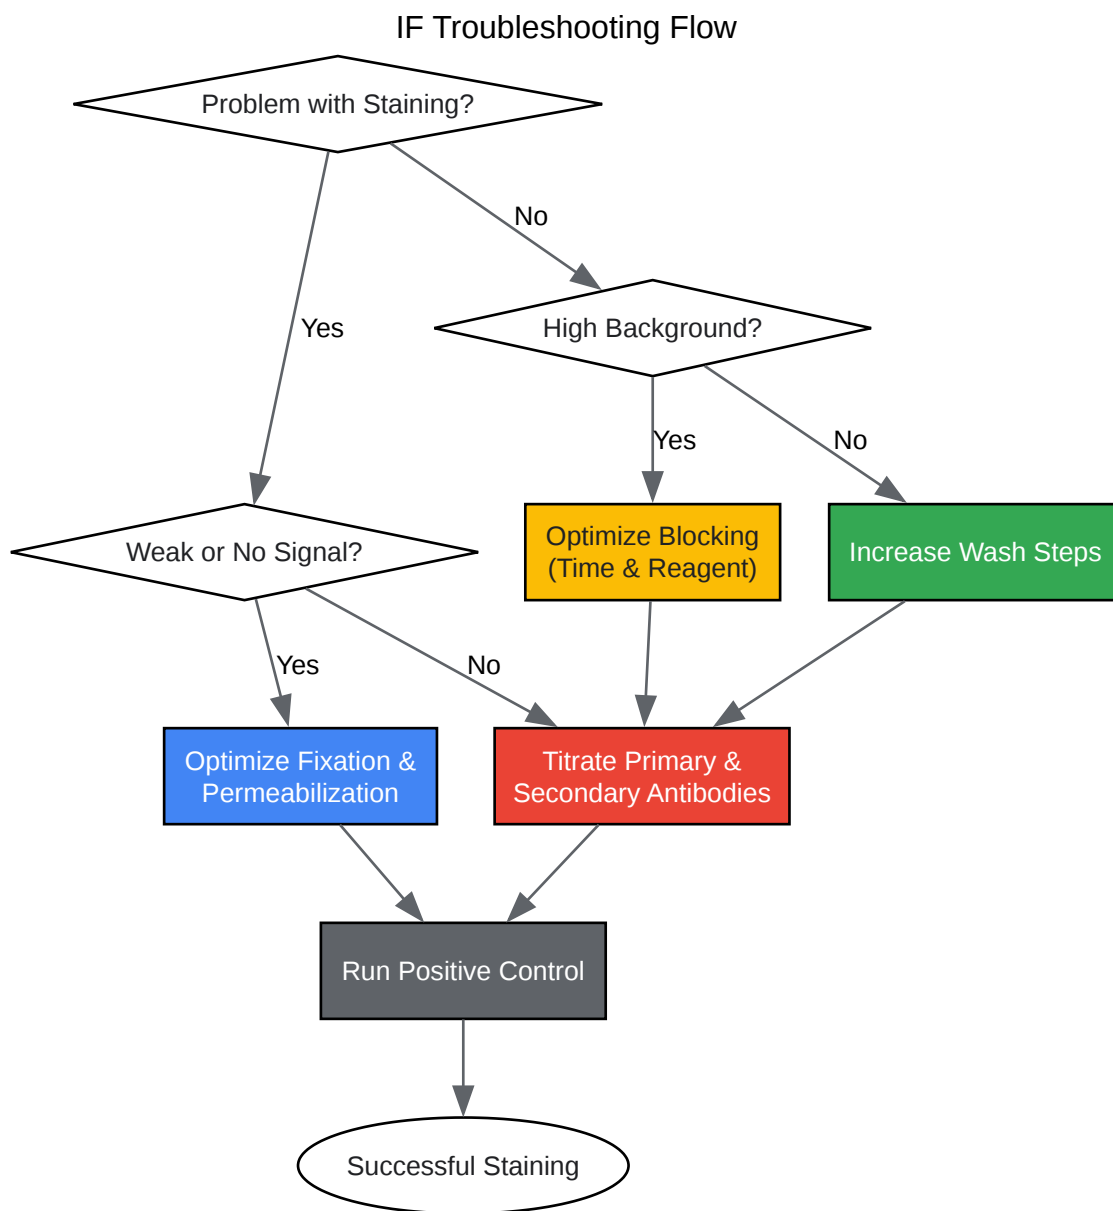 IF Troubleshooting Flow
Problem with Staining?
No
Yes
High Background?
Yes
No
Weak or No Signal?
Optimize Blocking
(Time & Reagent)
Increase Wash Steps
Yes
No
Optimize Fixation &
Permeabilization
Titrate Primary &
Secondary Antibodies
Run Positive Control
Successful Staining